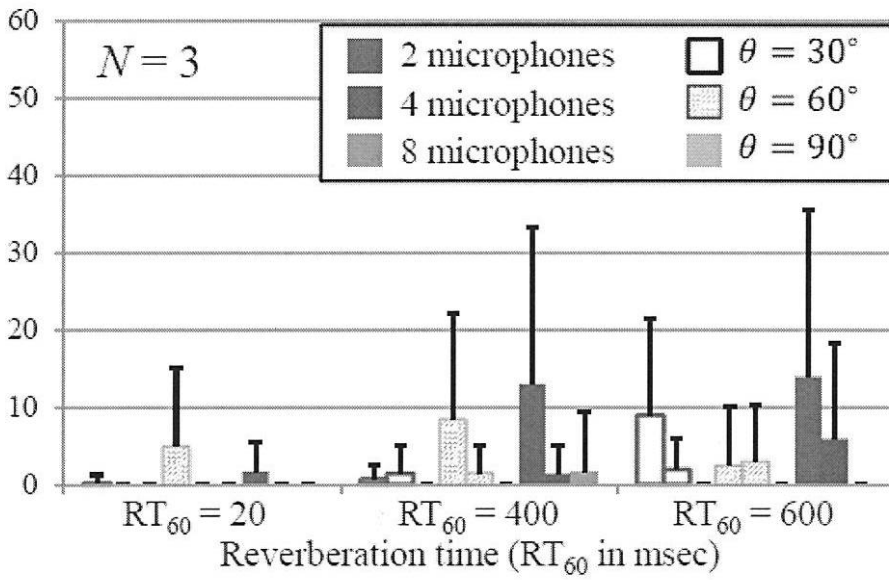 60
50
40
30
20
10
0
N = 3
2 microphones
4 microphones
8 microphones
θ = 30°
θ = 60°
θ = 90°
RT60 = 20
RT60 = 400
RT60 = 600
Reverberation time (RT60 in msec)